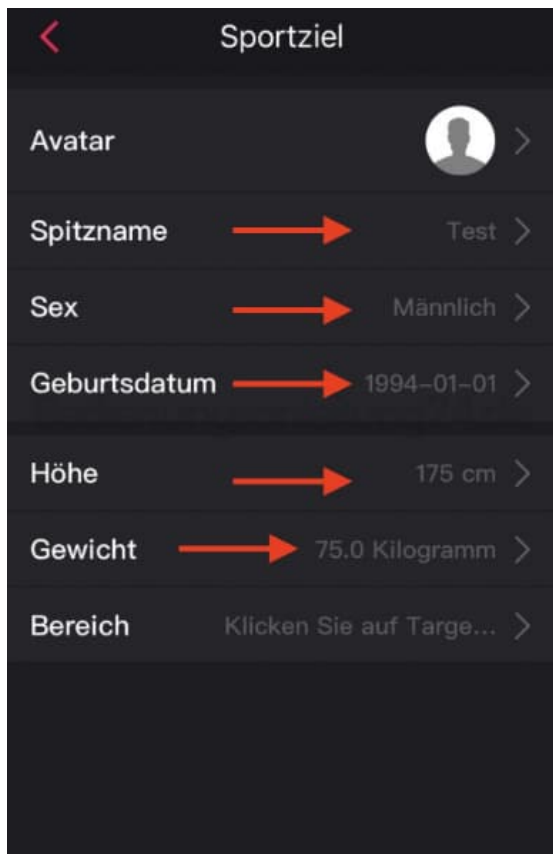 Sportziel
Avatar
Spitzname Test
Sex Männlich
Geburtsdatum 1994-01-01
Höhe 175 cm
Gewicht 75.0 Kilogramm
Bereich Klicken Sie auf Targe...